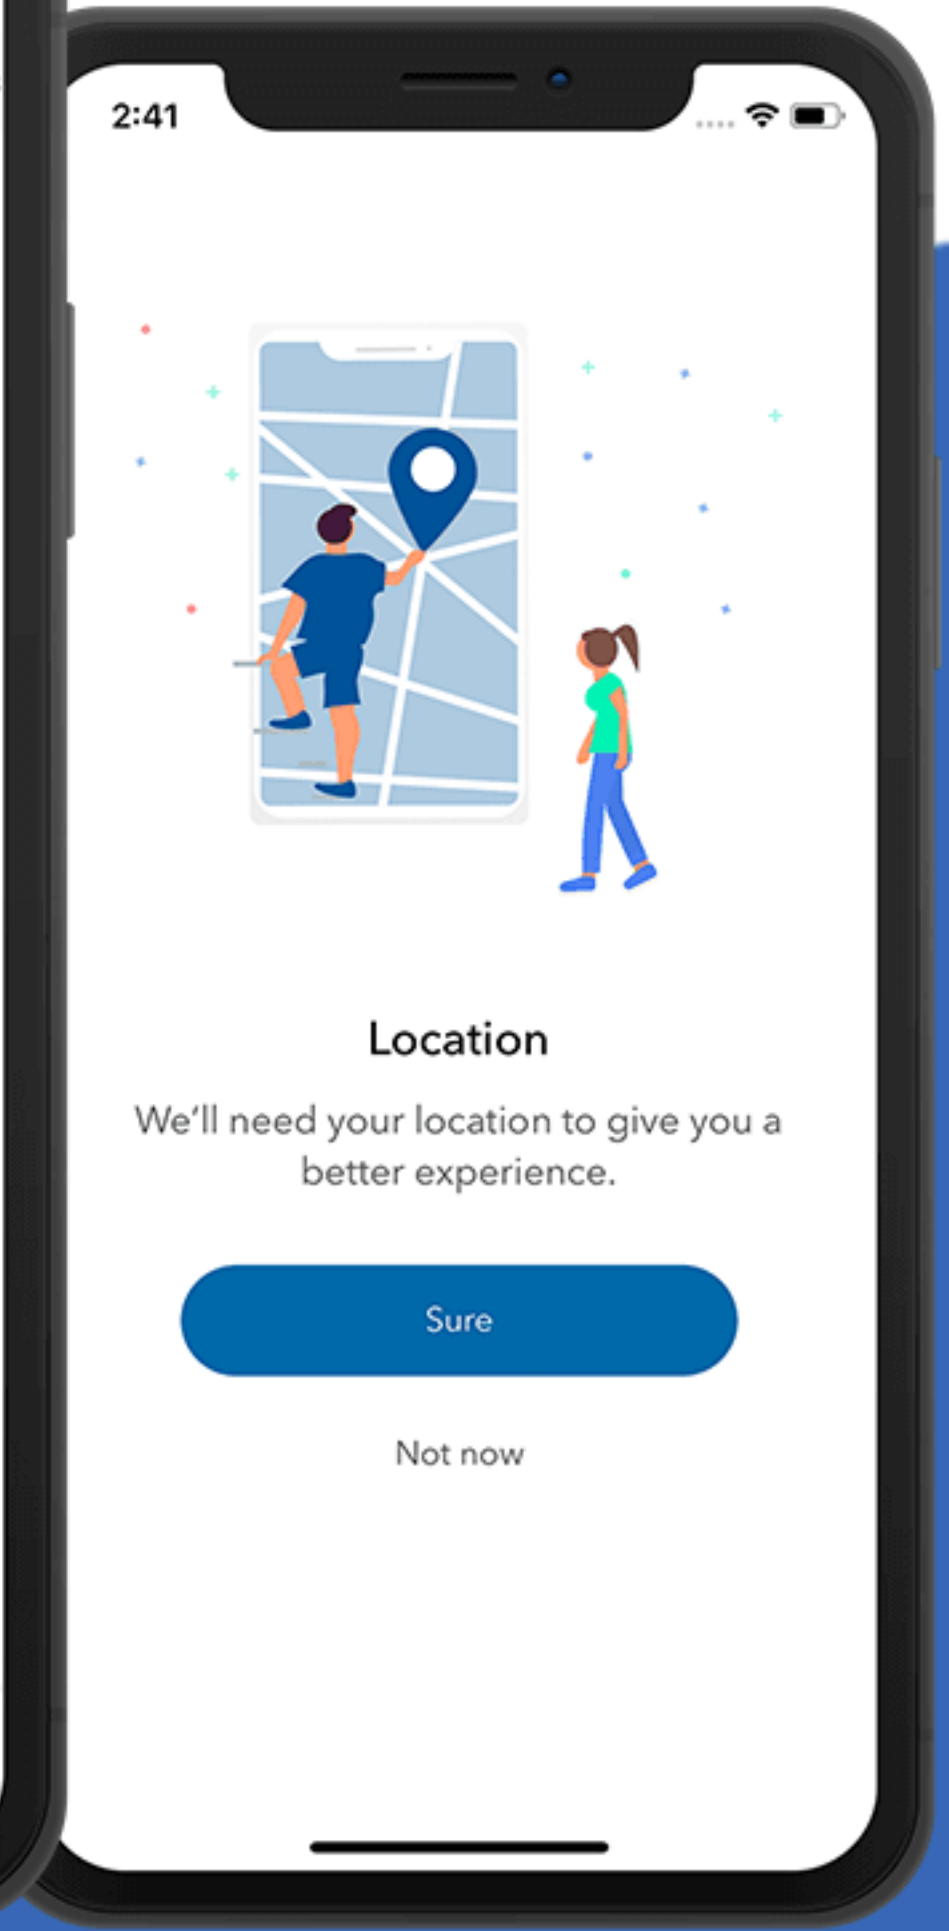 2:41
Location
We'll need your location to give you a
better experience.
Sure
Not now